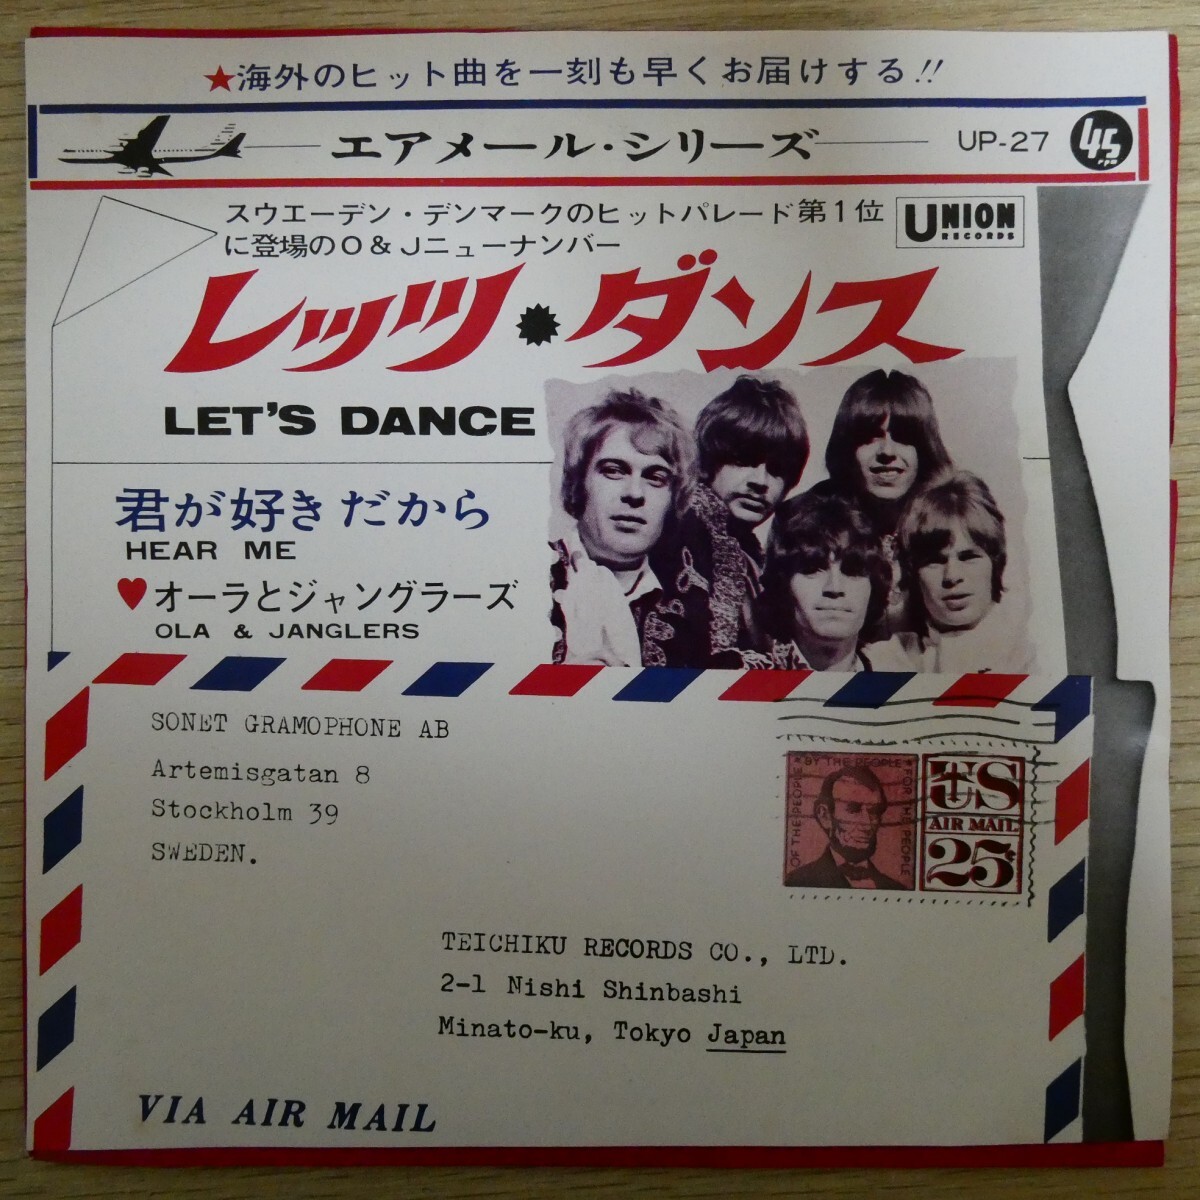 ★海外のヒット曲を一刻も早くお届けする!!
エアメール・シリーズ
UP-27
45 rpm
スウエーデン・デンマークのヒットパレード第1位
に登場のO&Jニューナンバー
UNION
RECORDS
レッツ・ダンス
LET'S DANCE
君が好きだから
HEAR ME
♥オーラとジャングラーズ
OLA & JANGLERS
SONET GRAMOPHONE AB
Artemisgatan 8
Stockholm 39
SWEDEN.
OF THE PEOPLE ★ BY THE PEOPLE ★ FOR THE PEOPLE
US
AIR MAIL
25¢
TEICHIKU RECORDS CO., LTD.
2-1 Nishi Shinbashi
Minato-ku, Tokyo Japan
VIA AIR MAIL